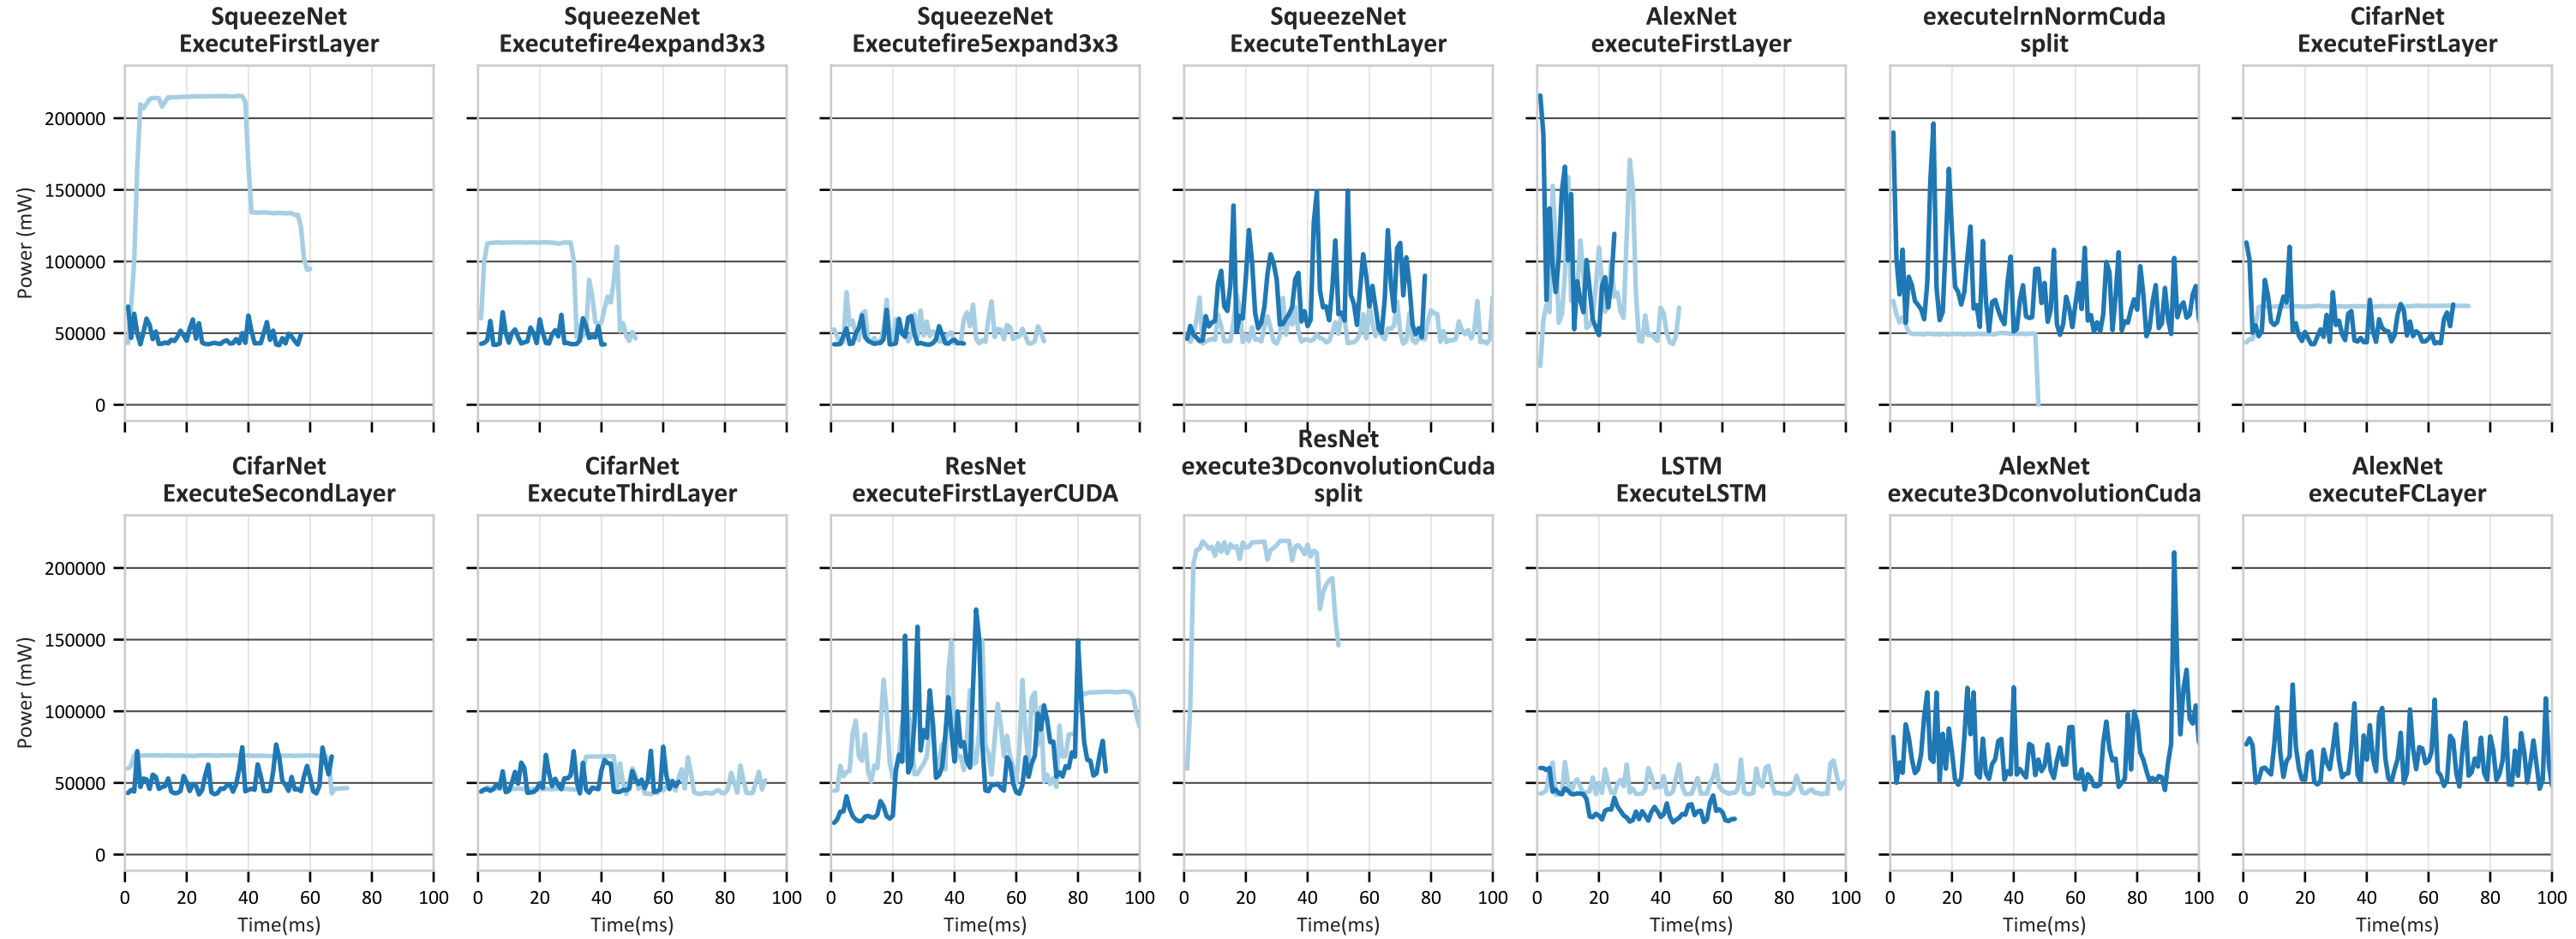 SqueezeNet
ExecuteFirstLayer
SqueezeNet
Executefire4expand3x3
SqueezeNet
Executefire5expand3x3
SqueezeNet
ExecuteTenthLayer
AlexNet
executeFirstLayer
executelrnNormCuda
split
CifarNet
ExecuteFirstLayer
Power (mW)
200000
150000
100000
50000
0
CifarNet
ExecuteSecondLayer
CifarNet
ExecuteThirdLayer
ResNet
executeFirstLayerCUDA
ResNet
execute3DconvolutionCuda
split
LSTM
ExecuteLSTM
AlexNet
execute3DconvolutionCuda
AlexNet
executeFCLayer
Power (mW)
200000
150000
100000
50000
0
0 20 40 60 80 100
Time(ms)
0 20 40 60 80 100
Time(ms)
0 20 40 60 80 100
Time(ms)
0 20 40 60 80 100
Time(ms)
0 20 40 60 80 100
Time(ms)
0 20 40 60 80 100
Time(ms)
0 20 40 60 80 100
Time(ms)